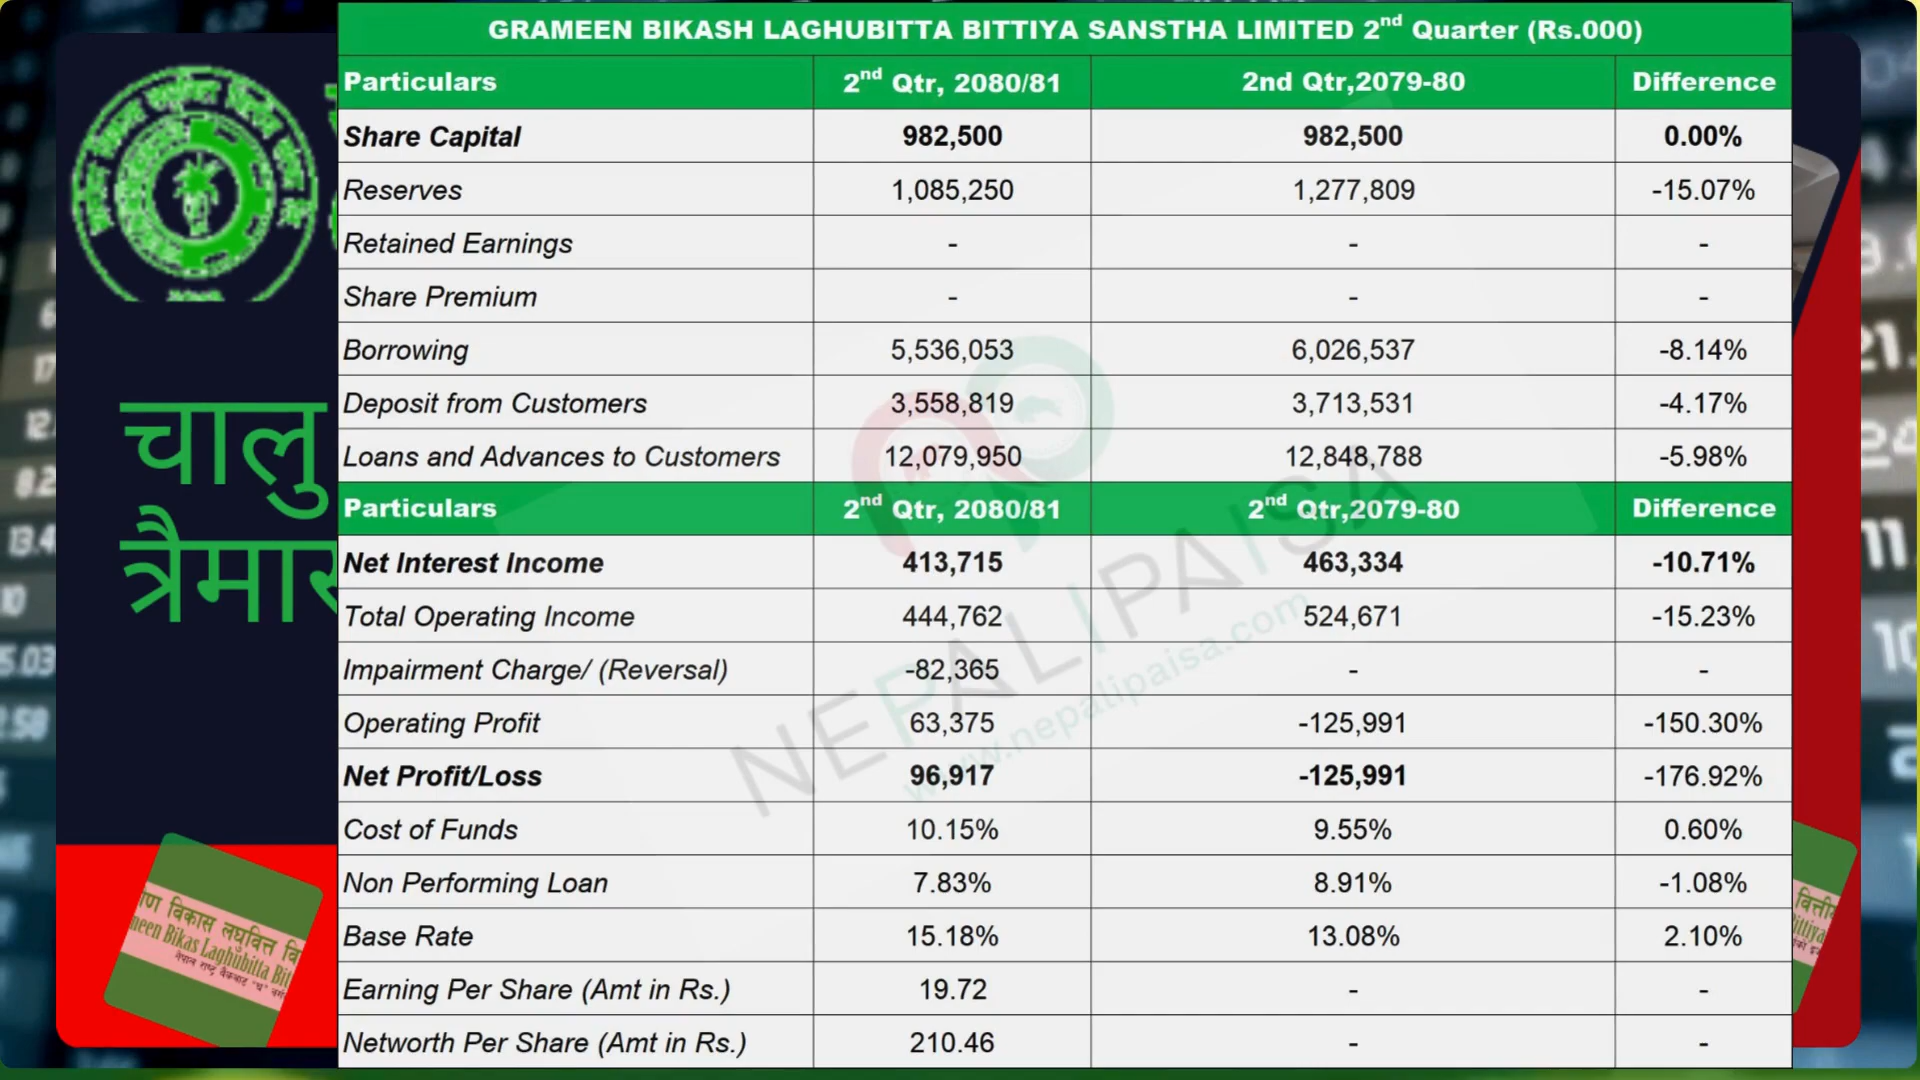 GRAMEEN BIKASH LAGHUBITTA BITTIYA SANSTHA LIMITED 2nd Quarter (Rs.000)
Particulars 2nd Qtr, 2080/81 2nd Qtr,2079-80 Difference
Share Capital 982,500 982,500 0.00%
Reserves 1,085,250 1,277,809 -15.07%
Retained Earnings - - -
Share Premium - - -
Borrowing 5,536,053 6,026,537 -8.14%
Deposit from Customers 3,558,819 3,713,531 -4.17%
Loans and Advances to Customers 12,079,950 12,848,788 -5.98%
Particulars 2nd Qtr, 2080/81 2nd Qtr,2079-80 Difference
Net Interest Income 413,715 463,334 -10.71%
Total Operating Income 444,762 524,671 -15.23%
Impairment Charge/ (Reversal) -82,365 - -
Operating Profit 63,375 -125,991 -150.30%
Net Profit/Loss 96,917 -125,991 -176.92%
Cost of Funds 10.15% 9.55% 0.60%
Non Performing Loan 7.83% 8.91% -1.08%
Base Rate 15.18% 13.08% 2.10%
Earning Per Share (Amt in Rs.) 19.72 - -
Networth Per Share (Amt in Rs.) 210.46 - -
NEPALIPAISA
www.nepalipaisa.com
चालु
विकास लघुवित्त
Bikas Laghubitta